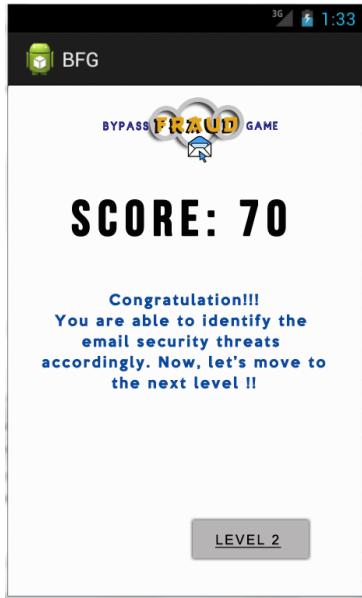 3G 1:33
BFG
BYPASS FRAUD GAME
SCORE: 70
Congratulation!!!
You are able to identify the
email security threats
accordingly. Now, let's move to
the next level !!
LEVEL 2